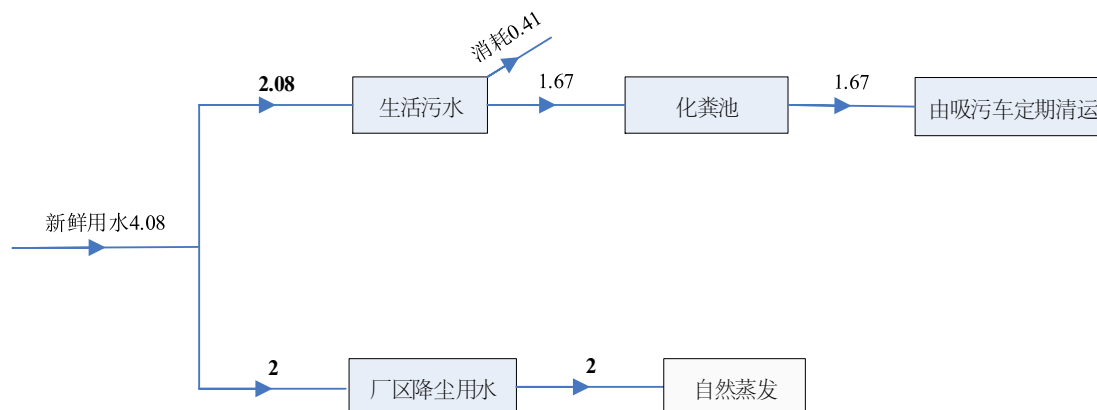 消耗0.41
2.08
生活污水
1.67
化粪池
1.67
由吸污车定期清运
新鲜用水4.08
2
厂区降尘用水
2
自然蒸发